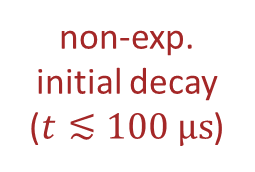 non-exp.
initial decay
(𝑡 ≲ 100 μs)